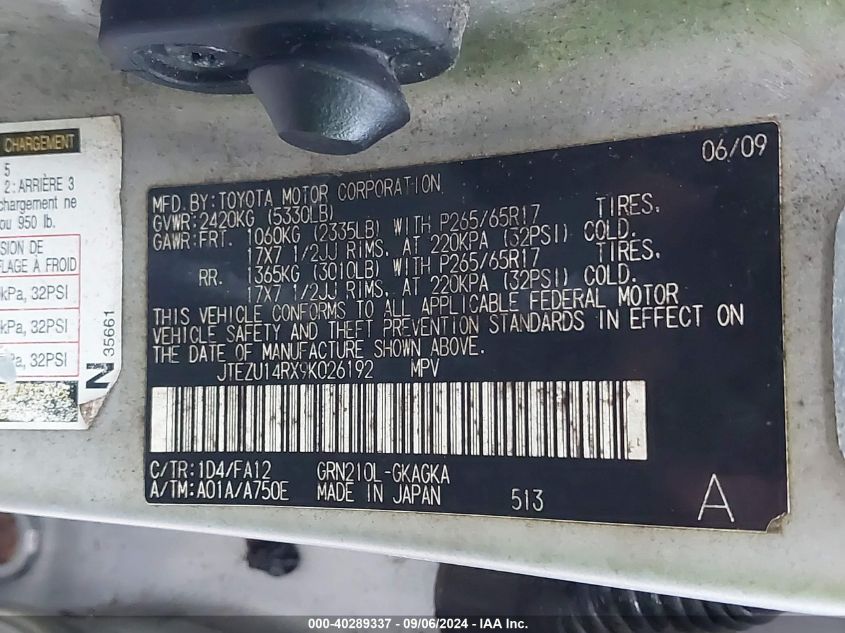 CHARGEMENT
5
2: ARRIÈRE 3
chargement ne
ou 950 lb.
SION DE
FLAGE À FROID
kPa, 32PSI
kPa, 32PSI
Pa, 32PSI
N 35661
06/09
MFD. BY: TOYOTA MOTOR CORPORATION
GVWR: 2420KG (5330LB)
GAWR: FRT. 1060KG (2335LB) WITH P265/65R17 TIRES.
17X7 1/2JJ RIMS. AT 220KPA (32PSI) COLD.
RR. 1365KG (3010LB) WITH P265/65R17 TIRES.
17X7 1/2JJ RIMS. AT 220KPA (32PSI) COLD.
THIS VEHICLE CONFORMS TO ALL APPLICABLE FEDERAL MOTOR
VEHICLE SAFETY AND THEFT PREVENTION STANDARDS IN EFFECT ON
THE DATE OF MANUFACTURE SHOWN ABOVE.
JTEZU14RX9K026192 MPV
C/TR: 1D4/FA12 GRN210L-GKAGKA
A/TM: A01A/A750E MADE IN JAPAN 513 A
000-40289337 - 09/06/2024 - IAA Inc.